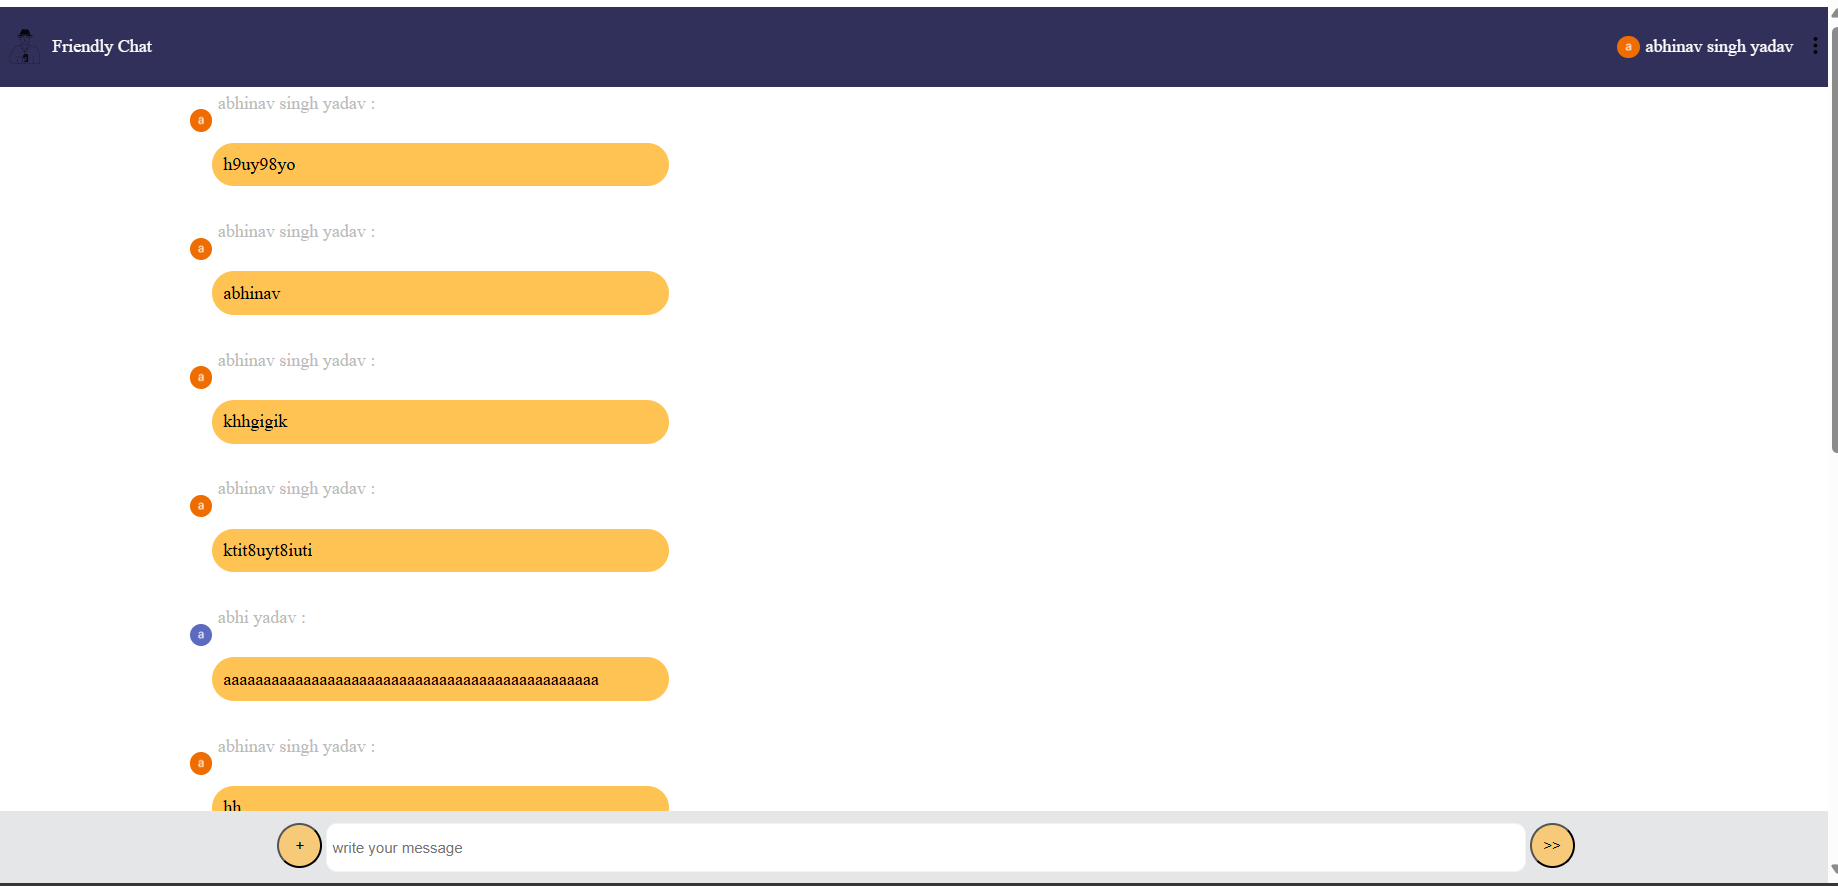 Friendly Chat
a abhinav singh yadav
abhinav singh yadav :
a
h9uy98yo
abhinav singh yadav :
a
abhinav
abhinav singh yadav :
a
khhgigik
abhinav singh yadav :
a
ktit8uyt8iuti
abhi yadav :
a
aaaaaaaaaaaaaaaaaaaaaaaaaaaaaaaaaaaaaaaaaaaaaaa
abhinav singh yadav :
a
hh
+
write your message
>>